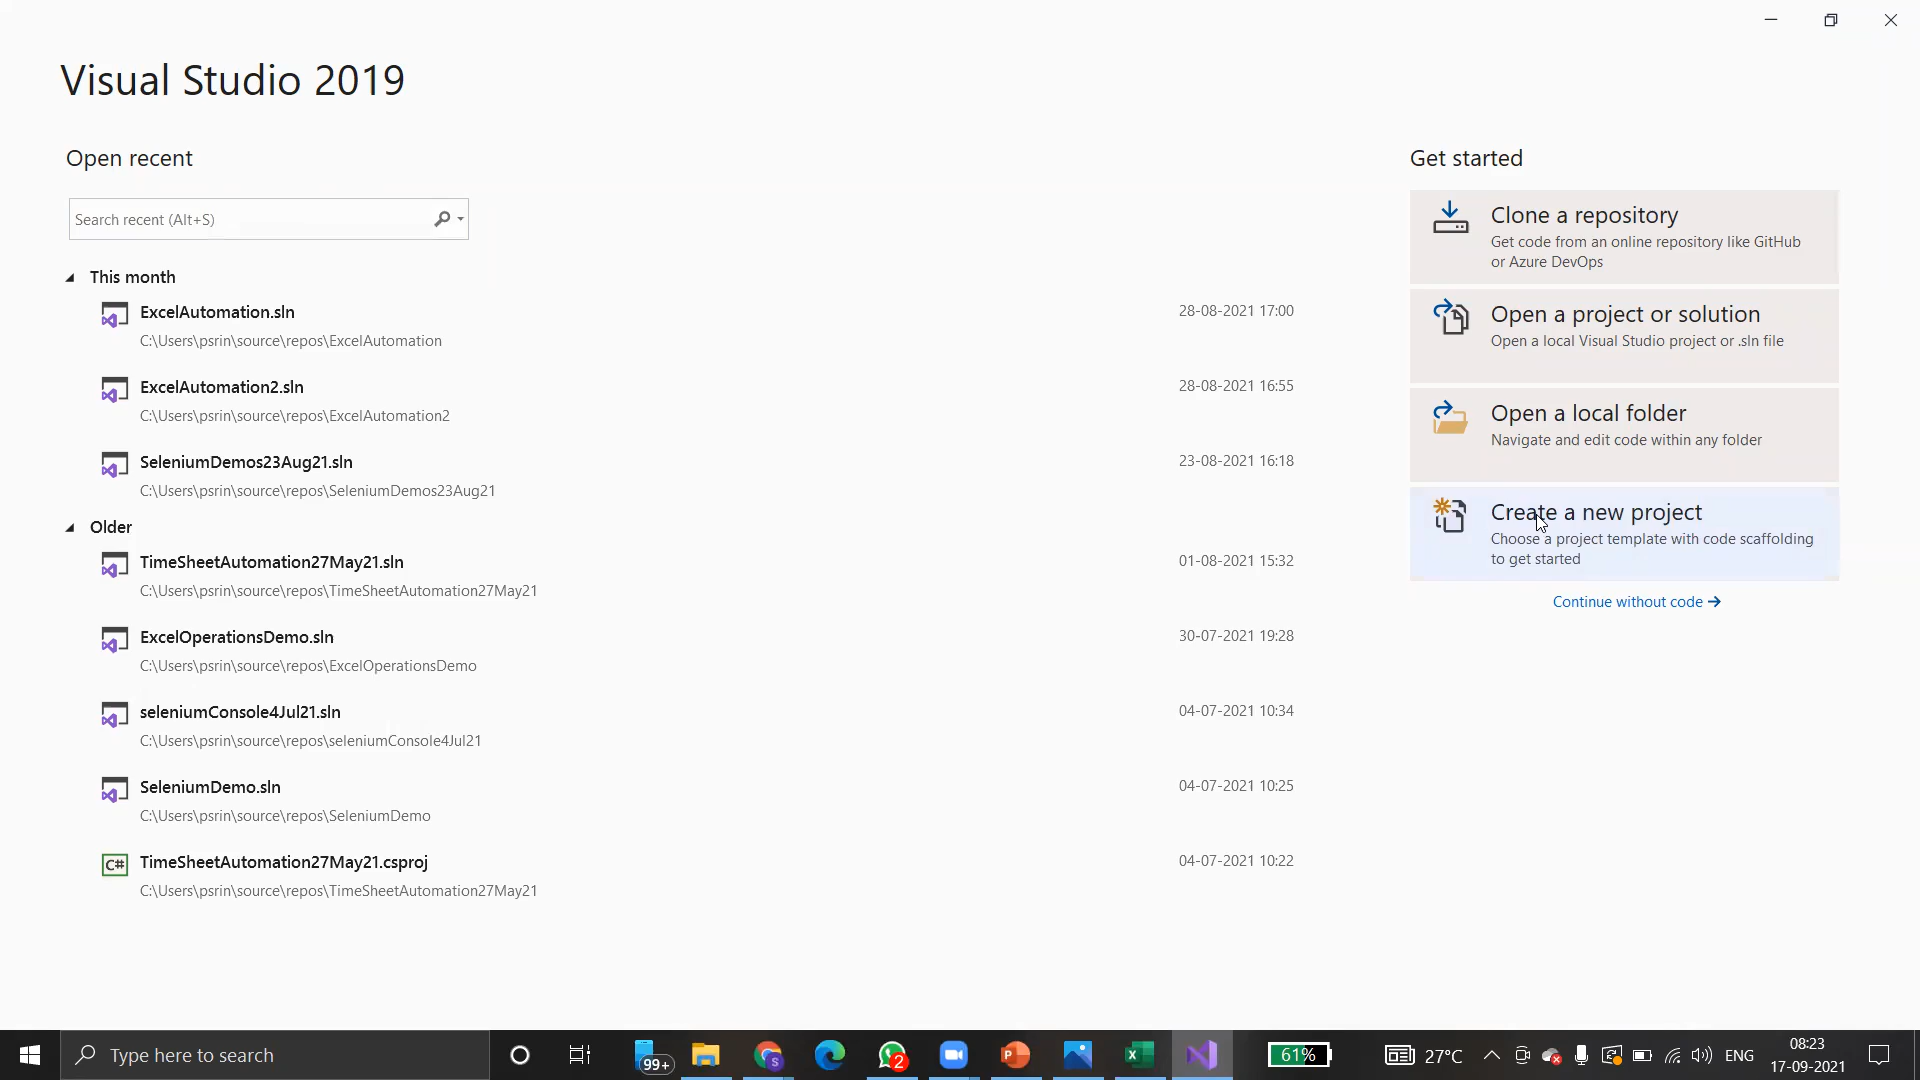 Visual Studio 2019
Open recent
Search recent (Alt+S)
This month
ExcelAutomation.sln
28-08-2021 17:00
C:\Users\psrin\source\repos\ExcelAutomation
ExcelAutomation2.sln
28-08-2021 16:55
C:\Users\psrin\source\repos\ExcelAutomation2
SeleniumDemos23Aug21.sln
23-08-2021 16:18
C:\Users\psrin\source\repos\SeleniumDemos23Aug21
Older
TimeSheetAutomation27May21.sln
01-08-2021 15:32
C:\Users\psrin\source\repos\TimeSheetAutomation27May21
ExcelOperationsDemo.sln
30-07-2021 19:28
C:\Users\psrin\source\repos\ExcelOperationsDemo
seleniumConsole4Jul21.sln
04-07-2021 10:34
C:\Users\psrin\source\repos\seleniumConsole4Jul21
SeleniumDemo.sln
04-07-2021 10:25
C:\Users\psrin\source\repos\SeleniumDemo
C#
TimeSheetAutomation27May21.csproj
04-07-2021 10:22
C:\Users\psrin\source\repos\TimeSheetAutomation27May21
Get started
Clone a repository
Get code from an online repository like GitHub
or Azure DevOps
Open a project or solution
Open a local Visual Studio project or .sln file
Open a local folder
Navigate and edit code within any folder
Create a new project
Choose a project template with code scaffolding
to get started
Continue without code →
Type here to search
99+
S
2
P
X
61%
27°C
ENG
08:23
17-09-2021